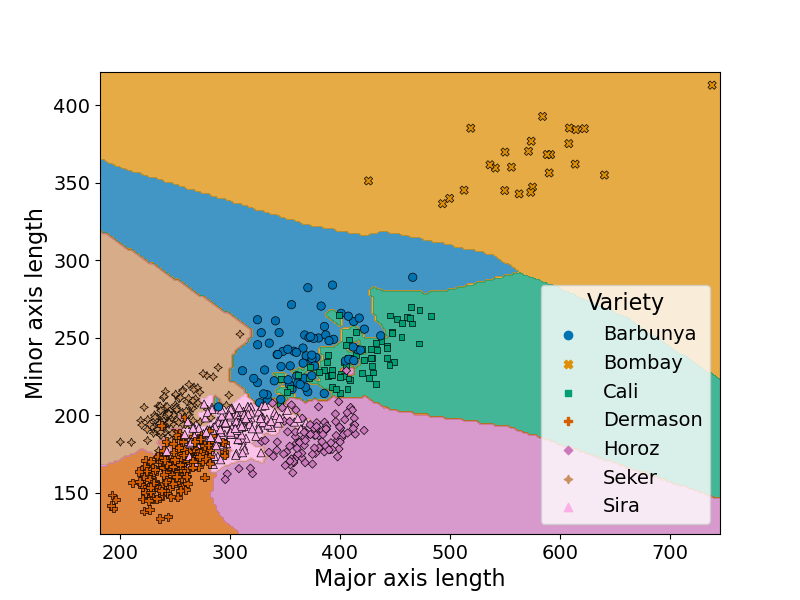 400
350
300
250
200
150
Minor axis length
200 300 400 500 600 700
Major axis length
Variety
Barbunya
Bombay
Cali
Dermason
Horoz
Seker
Sira